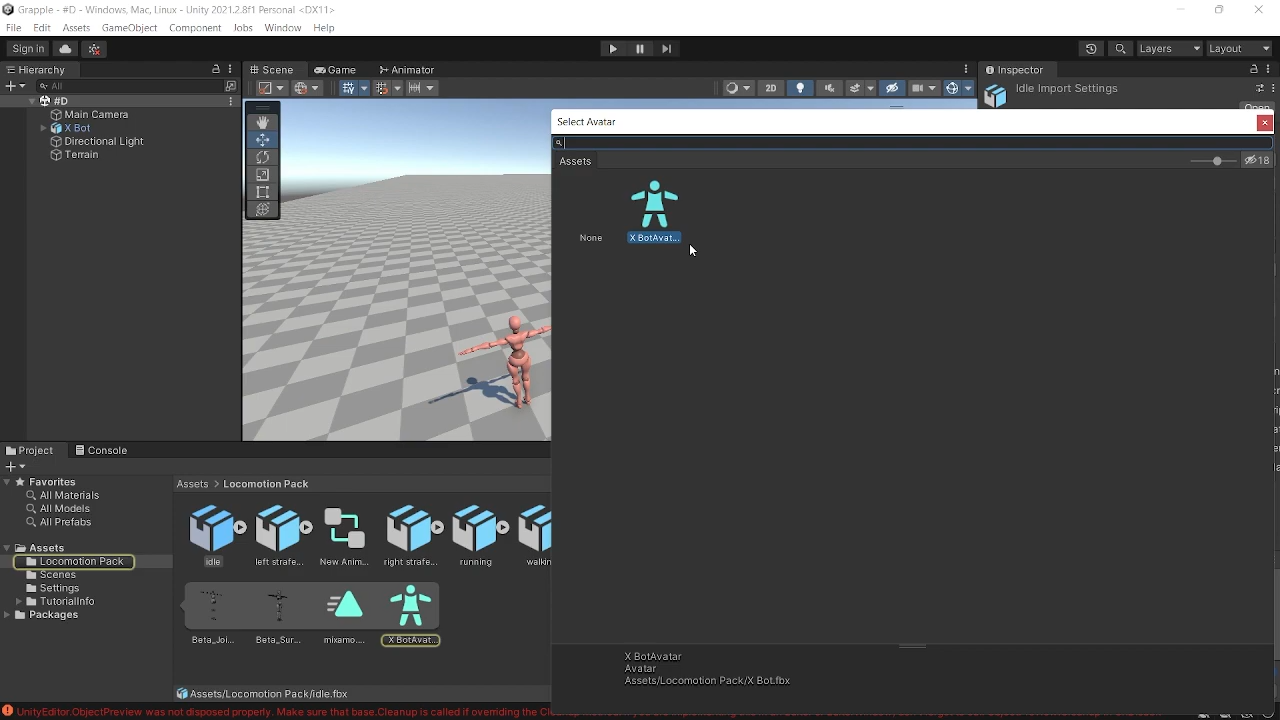 Grapple - #D - Windows, Mac, Linux - Unity 2021.2.8f1 Personal <DX11>
File Edit Assets GameObject Component Jobs Window Help
Sign in Layers Layout
Hierarchy Scene Game Animator Inspector
All
#D
Main Camera
X Bot
Directional Light
Terrain
2D
Idle Import Settings
Open
Select Avatar
Assets 18
None X BotAvat...
Project Console
Favorites
All Materials
All Models
All Prefabs
Assets
Locomotion Pack
Scenes
Settings
TutorialInfo
Packages
Assets > Locomotion Pack
idle left strafe... New Anim... right strafe... running walkin
Beta_Joi... Beta_Sur... mixamo.... X BotAvat...
Assets/Locomotion Pack/idle.fbx
X BotAvatar
Avatar
Assets/Locomotion Pack/X Bot.fbx
UnityEditor.ObjectPreview was not disposed properly. Make sure that base.Cleanup is called if overriding the Cl